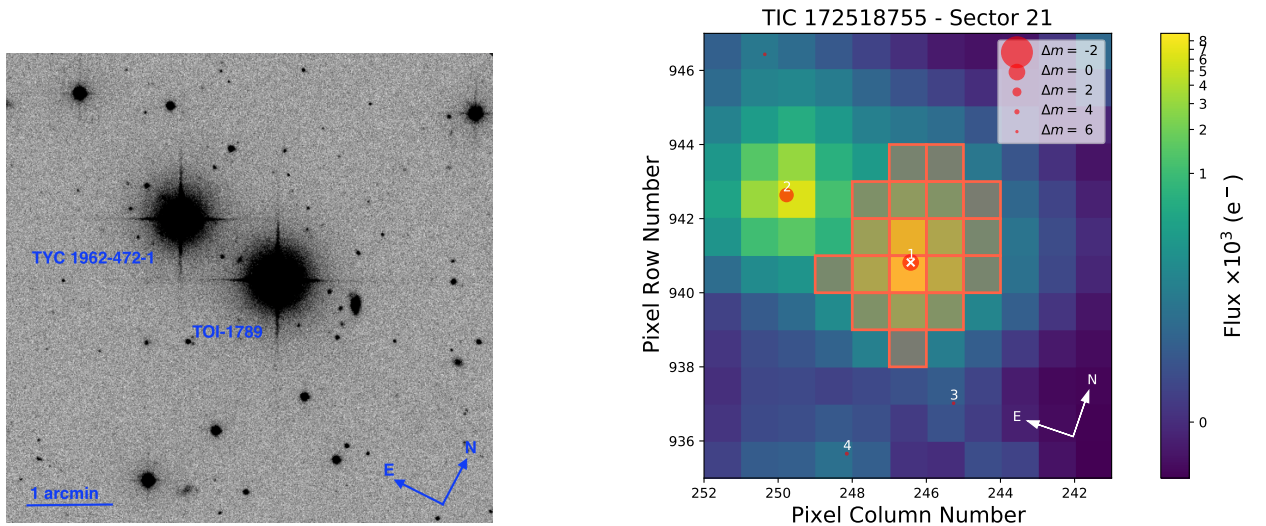 TYC 1962-472-1
TOI-1789
1 arcmin
E
N
TIC 172518755 - Sector 21
Δm = -2
Δm = 0
Δm = 2
Δm = 4
Δm = 6
2
1
3
4
N
E
946
944
942
940
938
936
252
250
248
246
244
242
Pixel Row Number
Pixel Column Number
8
7
6
5
4
3
2
1
0
Flux ×10³ (e⁻)